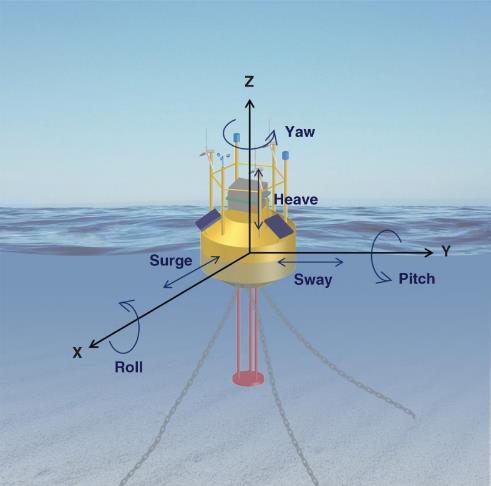 Z
Yaw
Heave
Y
Surge
Sway
Pitch
X
Roll